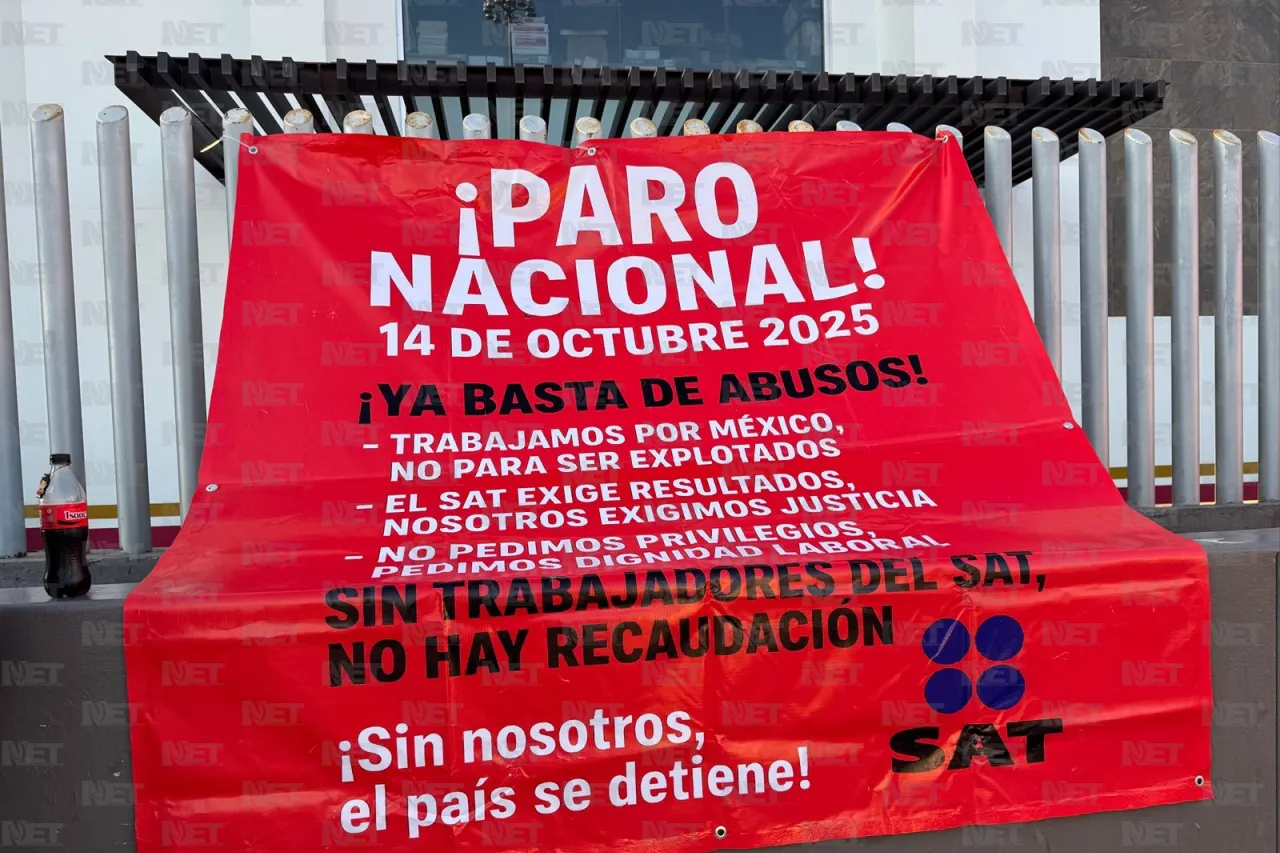 ¡PARO
NACIONAL!
14 DE OCTUBRE 2025
¡YA BASTA DE ABUSOS!
- TRABAJAMOS POR MÉXICO,
NO PARA SER EXPLOTADOS
- EL SAT EXIGE RESULTADOS,
NOSOTROS EXIGIMOS JUSTICIA
- NO PEDIMOS PRIVILEGIOS,
PEDIMOS DIGNIDAD LABORAL
SIN TRABAJADORES DEL SAT,
NO HAY RECAUDACIÓN
¡Sin nosotros,
el país se detiene!
SAT
Isaac
NET